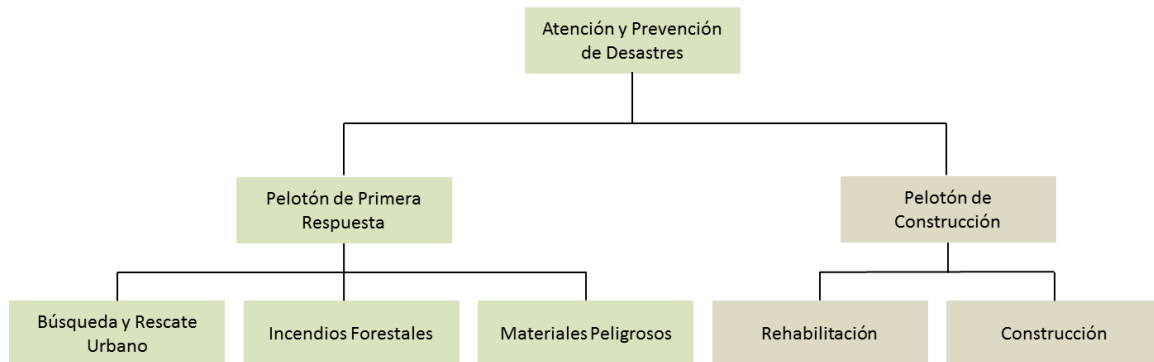 Atención y Prevención
de Desastres
Pelotón de Primera
Respuesta
Pelotón de
Construcción
Búsqueda y Rescate
Urbano
Incendios Forestales
Materiales Peligrosos
Rehabilitación
Construcción